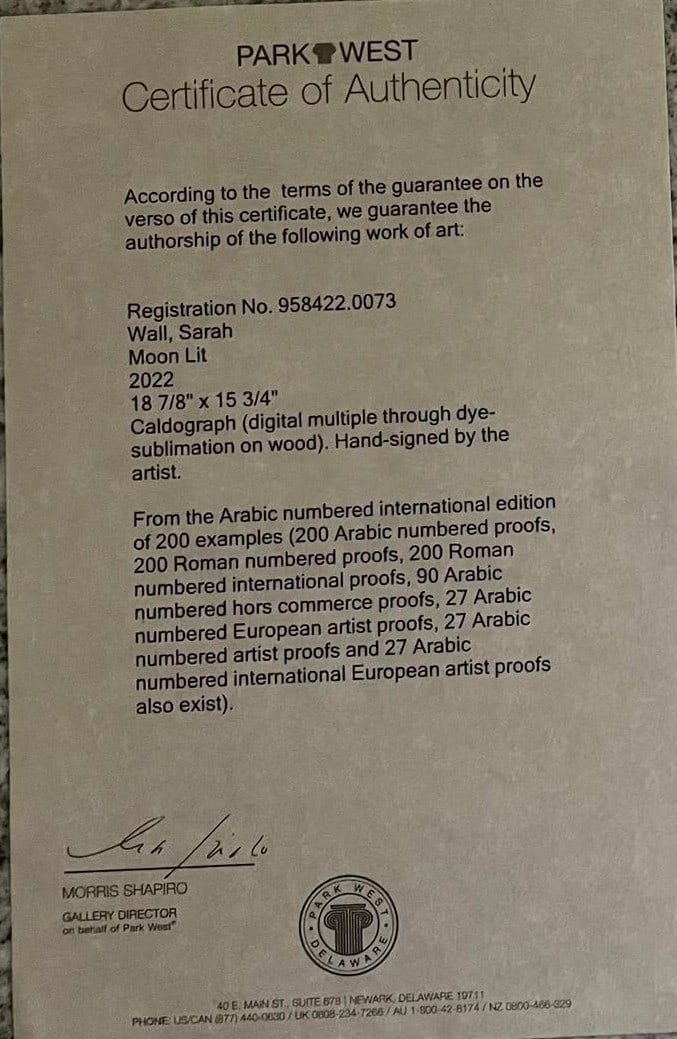 PARK WEST
Certificate of Authenticity
According to the terms of the guarantee on the
verso of this certificate, we guarantee the
authorship of the following work of art:
Registration No. 958422.0073
Wall, Sarah
Moon Lit
2022
18 7/8" x 15 3/4"
Caldograph (digital multiple through dye-
sublimation on wood). Hand-signed by the
artist.
From the Arabic numbered international edition
of 200 examples (200 Arabic numbered proofs,
200 Roman numbered proofs, 200 Roman
numbered international proofs, 90 Arabic
numbered hors commerce proofs, 27 Arabic
numbered European artist proofs, 27 Arabic
numbered artist proofs and 27 Arabic
numbered international European artist proofs
also exist).
MORRIS SHAPIRO
GALLERY DIRECTOR
on behalf of Park West®
PARK WEST
DELAWARE
40 E. MAIN ST., SUITE 678 | NEWARK, DELAWARE 19711
PHONE: US/CAN (877) 440-0630 / UK 0808-234-7266 / AU 1-800-42-8174 / NZ 0800-466-329